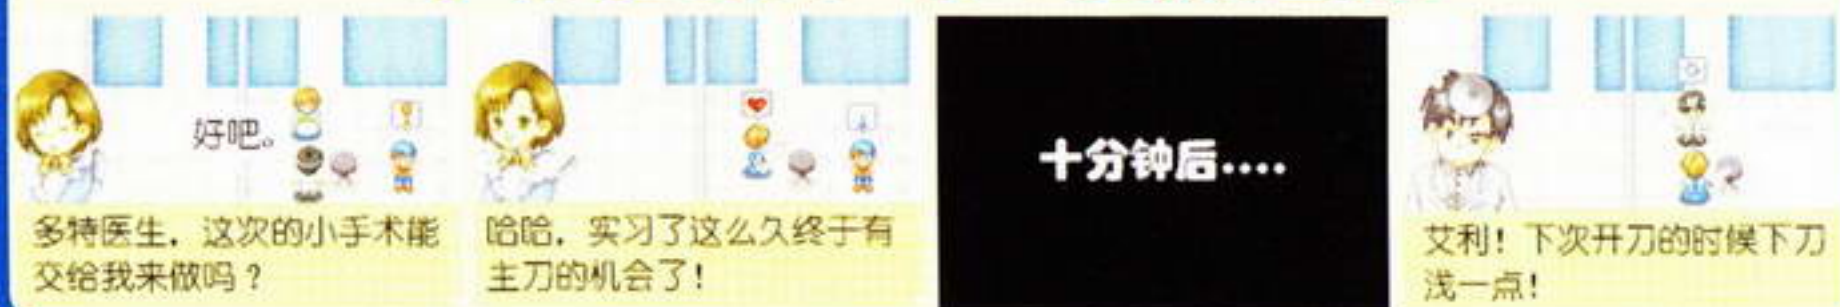 好吧。
多特医生，这次的小手术能
交给我来做吗？
哈哈，实习了这么久终于有
主刀的机会了！
十分钟后....
艾利！下次开刀的时候下刀
浅一点！